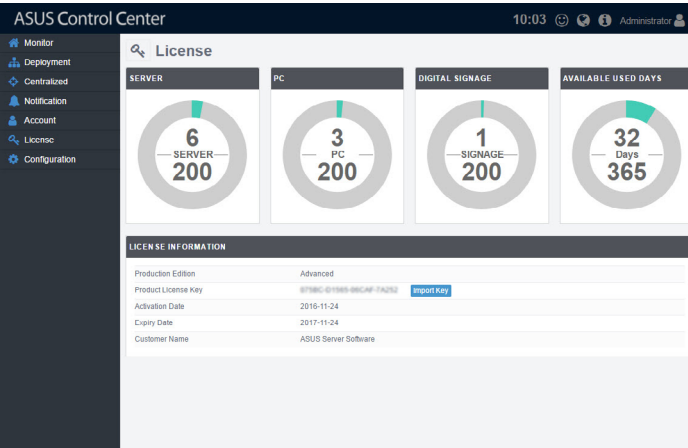 ASUS Control Center
10:03 Administrator
Monitor
Deployment
Centralized
Notification
Account
License
Configuration
License
SERVER
6
SERVER
200
PC
3
PC
200
DIGITAL SIGNAGE
1
SIGNAGE
200
AVAILABLE USED DAYS
32
Days
365
LICENSE INFORMATION
Production Edition Advanced
Product License Key Import Key
Activation Date 2016-11-24
Expiry Date 2017-11-24
Customer Name ASUS Server Software